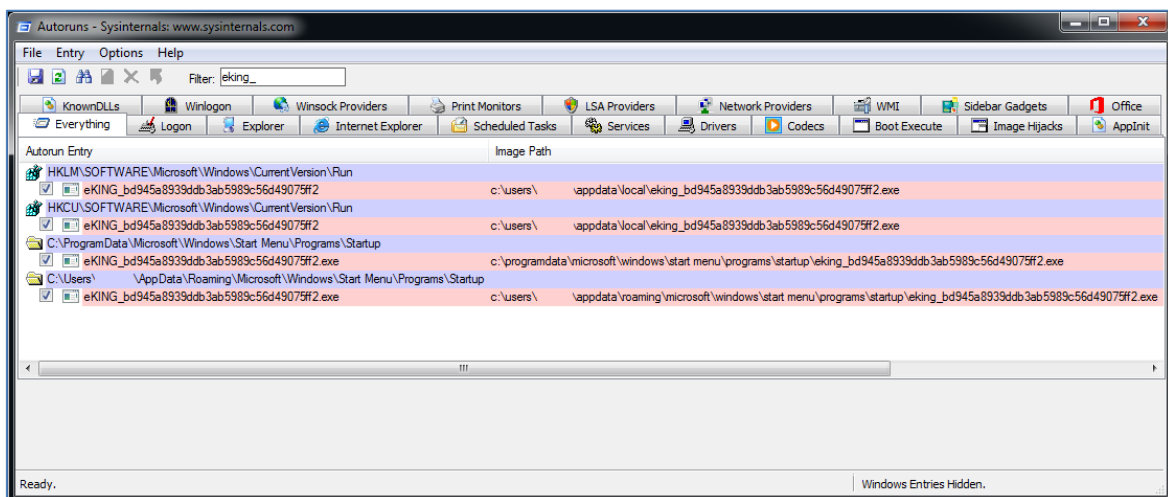 Autoruns - Sysinternals: www.sysinternals.com
File Entry Options Help
Filter: eking_
KnownDLLs Winlogon Winsock Providers Print Monitors LSA Providers Network Providers WMI Sidebar Gadgets Office
Everything Logon Explorer Internet Explorer Scheduled Tasks Services Drivers Codecs Boot Execute Image Hijacks AppInit
Autorun Entry Image Path
HKLM\SOFTWARE\Microsoft\Windows\CurrentVersion\Run
eKING_bd945a8939ddb3ab5989c56d49075ff2 c:\users\ \appdata\local\eking_bd945a8939ddb3ab5989c56d49075ff2.exe
HKCU\SOFTWARE\Microsoft\Windows\CurrentVersion\Run
eKING_bd945a8939ddb3ab5989c56d49075ff2 c:\users\ \appdata\local\eking_bd945a8939ddb3ab5989c56d49075ff2.exe
C:\ProgramData\Microsoft\Windows\Start Menu\Programs\Startup
eKING_bd945a8939ddb3ab5989c56d49075ff2.exe c:\programdata\microsoft\windows\start menu\programs\startup\eking_bd945a8939ddb3ab5989c56d49075ff2.exe
C:\Users\ \AppData\Roaming\Microsoft\Windows\Start Menu\Programs\Startup
eKING_bd945a8939ddb3ab5989c56d49075ff2.exe c:\users\ \appdata\roaming\microsoft\windows\start menu\programs\startup\eking_bd945a8939ddb3ab5989c56d49075ff2.exe
Ready. Windows Entries Hidden.